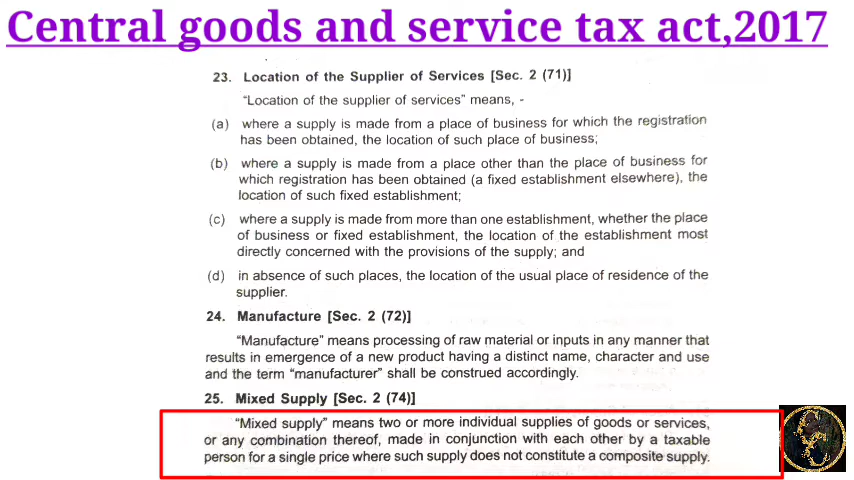 Central goods and service tax act,2017
23. Location of the Supplier of Services [Sec. 2 (71)]
"Location of the supplier of services" means, -
(a) where a supply is made from a place of business for which the registration
has been obtained, the location of such place of business;
(b) where a supply is made from a place other than the place of business for
which registration has been obtained (a fixed establishment elsewhere), the
location of such fixed establishment;
(c) where a supply is made from more than one establishment, whether the place
of business or fixed establishment, the location of the establishment most
directly concerned with the provisions of the supply; and
(d) in absence of such places, the location of the usual place of residence of the
supplier.
24. Manufacture [Sec. 2 (72)]
"Manufacture" means processing of raw material or inputs in any manner that
results in emergence of a new product having a distinct name, character and use
and the term "manufacturer" shall be construed accordingly.
25. Mixed Supply [Sec. 2 (74)]
"Mixed supply" means two or more individual supplies of goods or services,
or any combination thereof, made in conjunction with each other by a taxable
person for a single price where such supply does not constitute a composite supply.